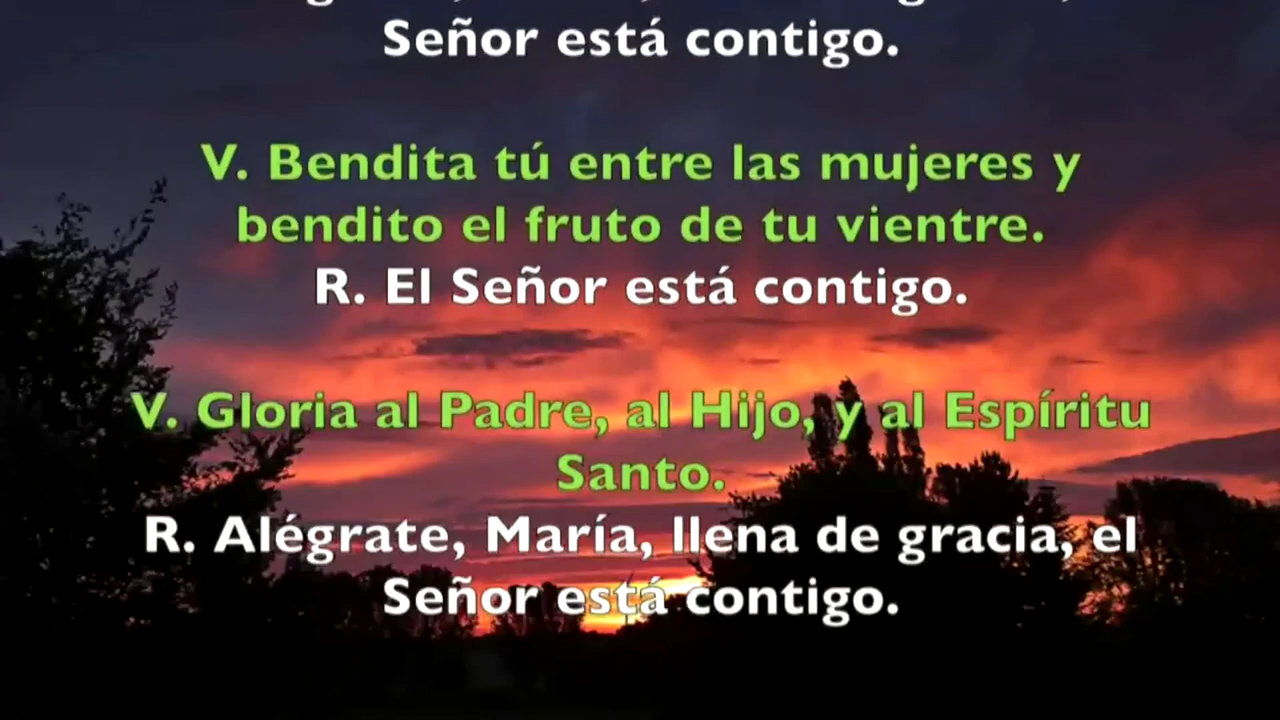 Señor está contigo.
V. Bendita tú entre las mujeres y
bendito el fruto de tu vientre.
R. El Señor está contigo.
V. Gloria al Padre, al Hijo, y al Espíritu
Santo.
R. Alégrate, María, llena de gracia, el
Señor está contigo.